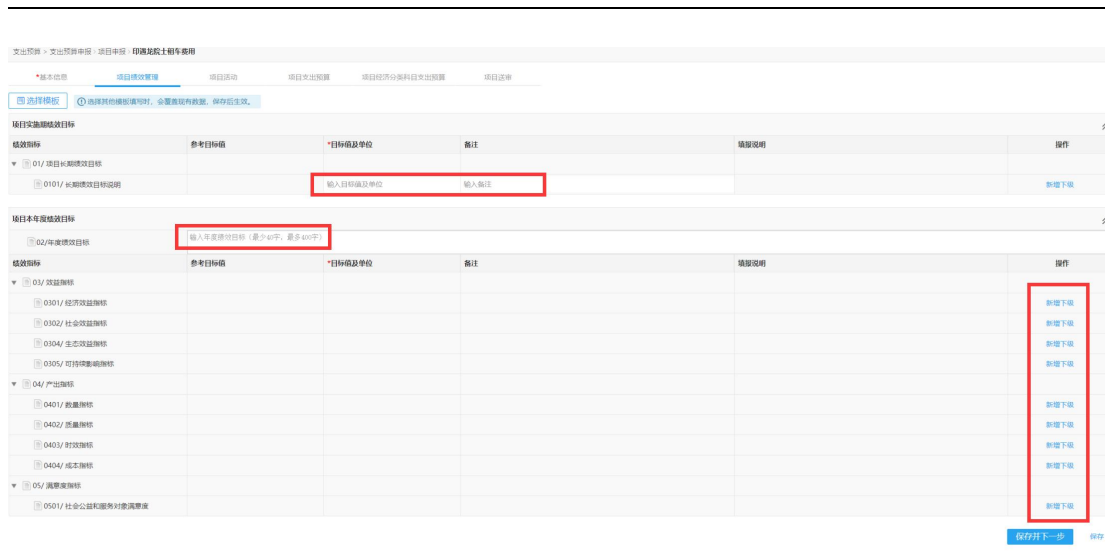 支出预算 > 支出预算申报 > 项目申报 > 印遇龙院士租车费用
*基本信息 项目绩效管理 项目活动 项目支出预算 项目经济分类科目支出预算 项目送审
选择模板 选择其他模板填写时，会覆盖现有数据，保存后生效。
项目实施期绩效目标
绩效指标 参考目标值 *目标值及单位 备注 填报说明 操作
01/ 项目长期绩效目标
0101/ 长期绩效目标说明 输入目标值及单位 输入备注 新增下级
项目本年度绩效目标
02/年度绩效目标 输入年度绩效目标（最少40字，最多400字）
绩效指标 参考目标值 *目标值及单位 备注 填报说明 操作
03/ 效益指标
0301/ 经济效益指标 新增下级
0302/ 社会效益指标 新增下级
0304/ 生态效益指标 新增下级
0305/ 可持续影响指标 新增下级
04/ 产出指标
0401/ 数量指标 新增下级
0402/ 质量指标 新增下级
0403/ 时效指标 新增下级
0404/ 成本指标 新增下级
05/ 满意度指标
0501/ 社会公益和服务对象满意度 新增下级
保存并下一步 保存